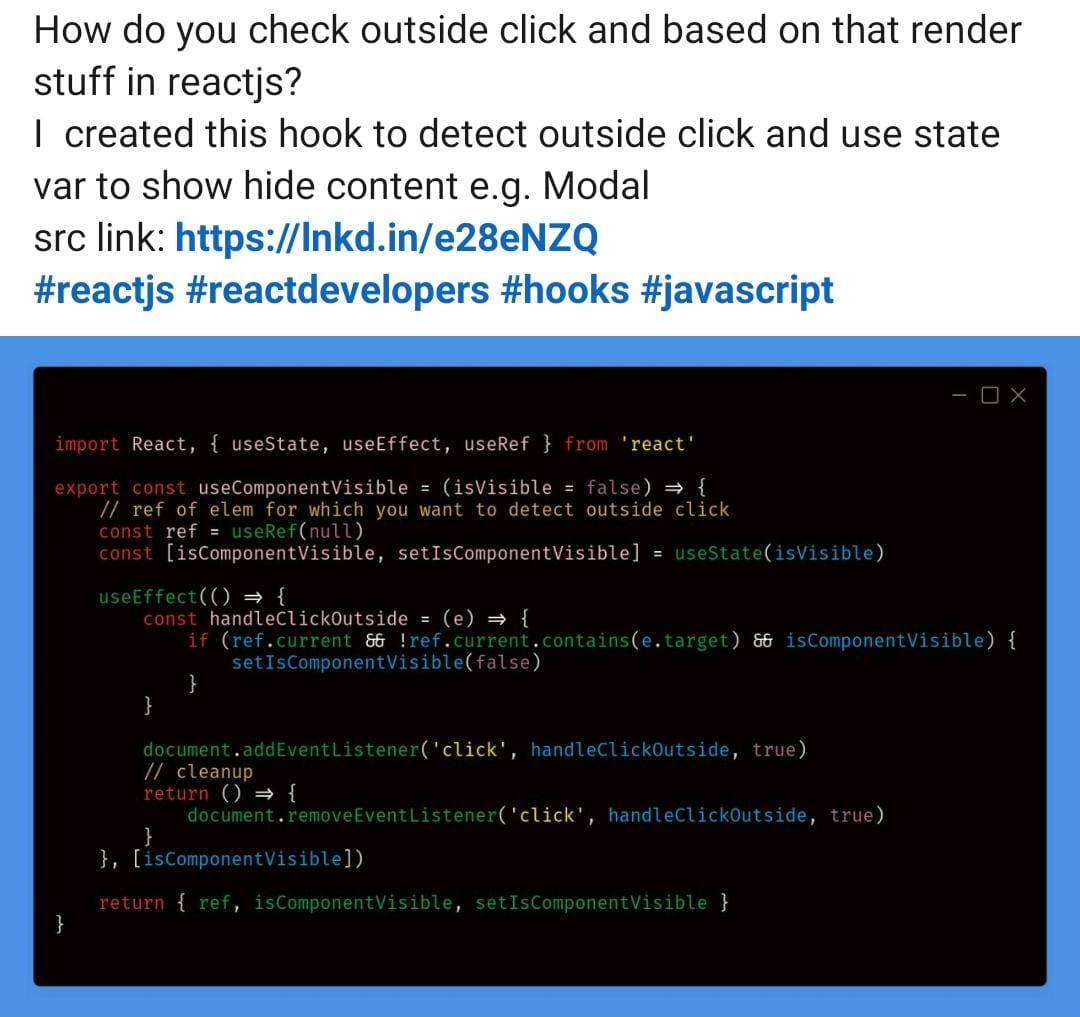 How do you check outside click and based on that render
stuff in reactjs?
I  created this hook to detect outside click and use state
var to show hide content e.g. Modal
src link: https://lnkd.in/e28eNZQ
#reactjs #reactdevelopers #hooks #javascript
import React, { useState, useEffect, useRef } from 'react'
export const useComponentVisible = (isVisible = false) => {
    // ref of elem for which you want to detect outside click
    const ref = useRef(null)
    const [isComponentVisible, setIsComponentVisible] = useState(isVisible)
    useEffect(() => {
        const handleClickOutside = (e) => {
            if (ref.current && !ref.current.contains(e.target) && isComponentVisible) {
                setIsComponentVisible(false)
            }
        }
        document.addEventListener('click', handleClickOutside, true)
        // cleanup
        return () => {
            document.removeEventListener('click', handleClickOutside, true)
        }
    }, [isComponentVisible])
    return { ref, isComponentVisible, setIsComponentVisible }
}